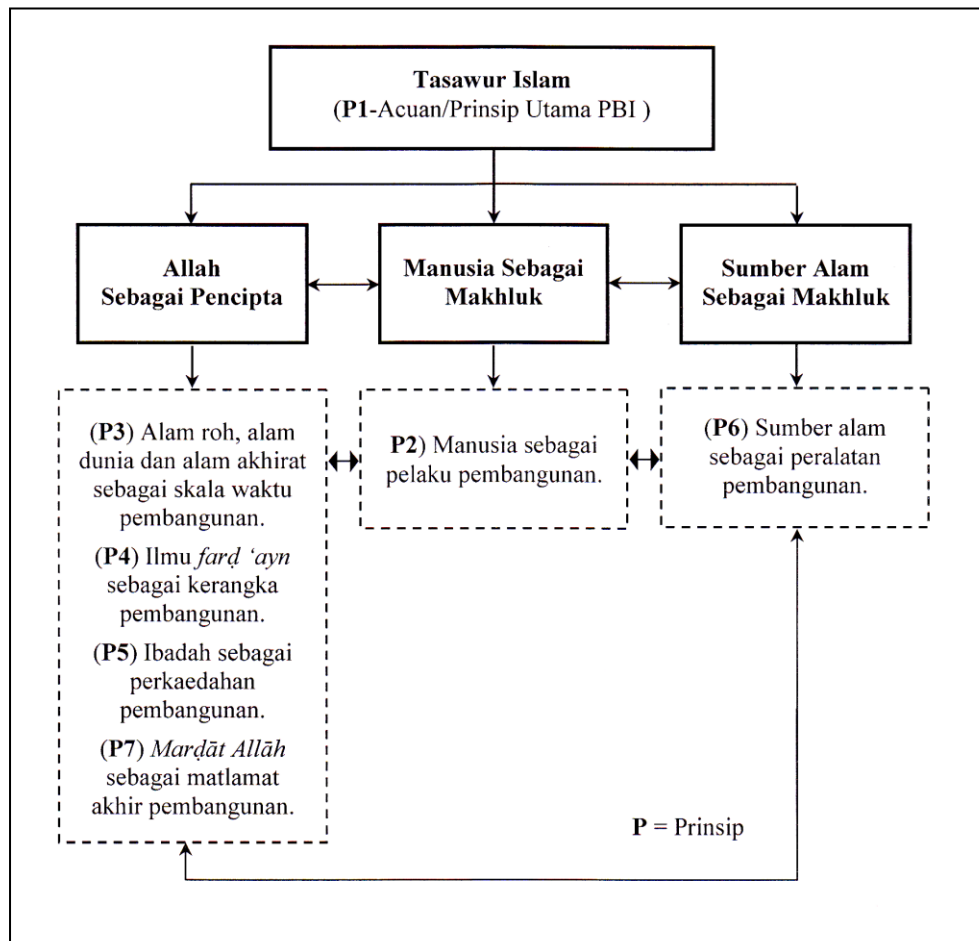 Tasawur Islam
(P1-Acuan/Prinsip Utama PBI )
Allah
Sebagai Pencipta
Manusia Sebagai
Makhluk
Sumber Alam
Sebagai Makhluk
(P3) Alam roh, alam
dunia dan alam akhirat
sebagai skala waktu
pembangunan.
(P4) Ilmu farḍ ‘ayn
sebagai kerangka
pembangunan.
(P5) Ibadah sebagai
perkaedahan
pembangunan.
(P7) Marḍāt Allāh
sebagai matlamat
akhir pembangunan.
P2) Manusia sebagai
pelaku pembangunan.
(P6) Sumber alam
sebagai peralatan
pembangunan.
P = Prinsip